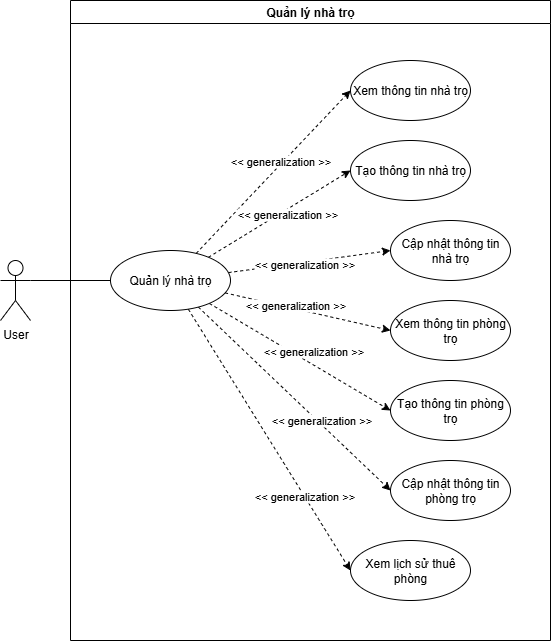 Quản lý nhà trọ
Xem thông tin nhà trọ
<< generalization >>
Tạo thông tin nhà trọ
<< generalization >>
Cập nhật thông tin
nhà trọ
<< generalization >>
Quản lý nhà trọ
User
Xem thông tin phòng
trọ
<< generalization >>
Tạo thông tin phòng
trọ
<< generalization >>
Cập nhật thông tin
phòng trọ
<< generalization >>
Xem lịch sử thuê
phòng
<< generalization >>